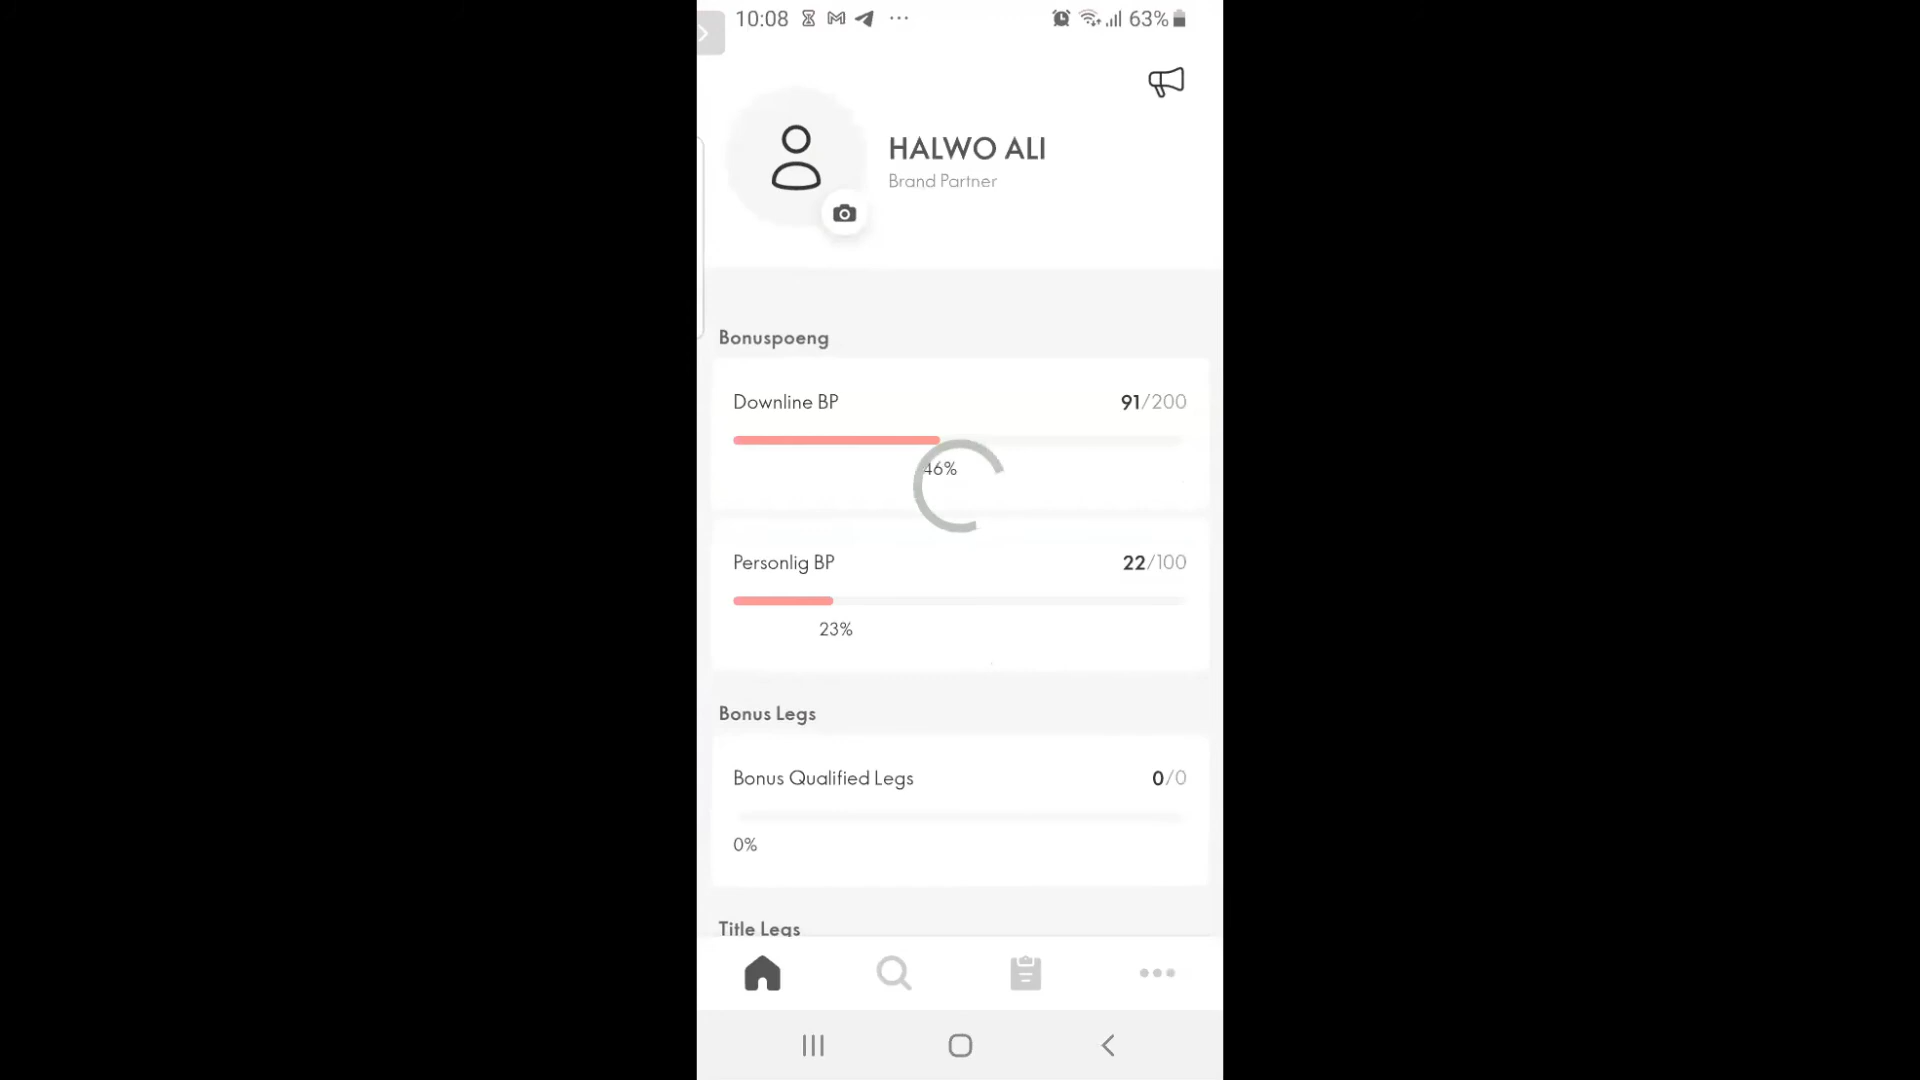 10:08 63%
HALWO ALI
Brand Partner
Bonuspoeng
Downline BP 91/200
46%
Personlig BP 22/100
23%
Bonus Legs
Bonus Qualified Legs 0/0
0%
Title Legs